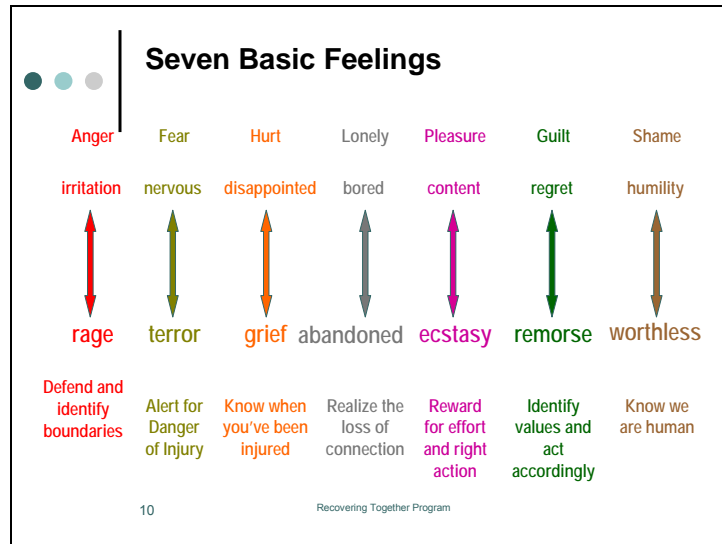 Seven Basic Feelings
Anger Fear Hurt Lonely Pleasure Guilt Shame
irritation nervous disappointed bored content regret humility
rage terror grief abandoned ecstasy remorse worthless
Defend and
identify
boundaries
Alert for
Danger
of Injury
Know when
you've been
injured
Realize the
loss of
connection
Reward
for effort
and right
action
Identify
values and
act
accordingly
Know we
are human
10 Recovering Together Program